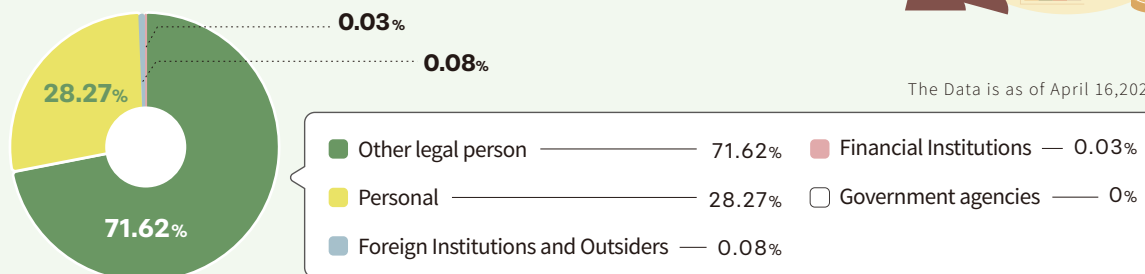 0.03%
0.08%
28.27%
71.62%
The Data is as of April 16,202
Other legal person 71.62%
Personal 28.27%
Foreign Institutions and Outsiders 0.08%
Financial Institutions 0.03%
Government agencies 0%